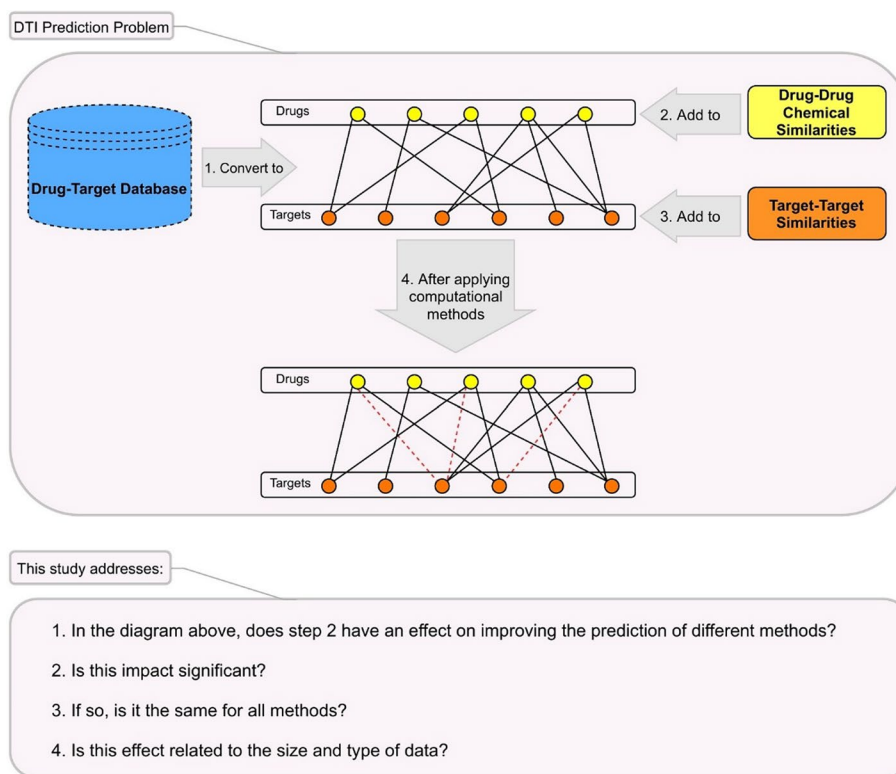 DTI Prediction Problem
Drugs
Drug-Drug
Chemical
Similarities
2. Add to
1. Convert to
Drug-Target Database
Targets
3. Add to
Target-Target
Similarities
4. After applying
computational
methods
Drugs
Targets
This study addresses:
1. In the diagram above, does step 2 have an effect on improving the prediction of different methods?
2. Is this impact significant?
3. If so, is it the same for all methods?
4. Is this effect related to the size and type of data?